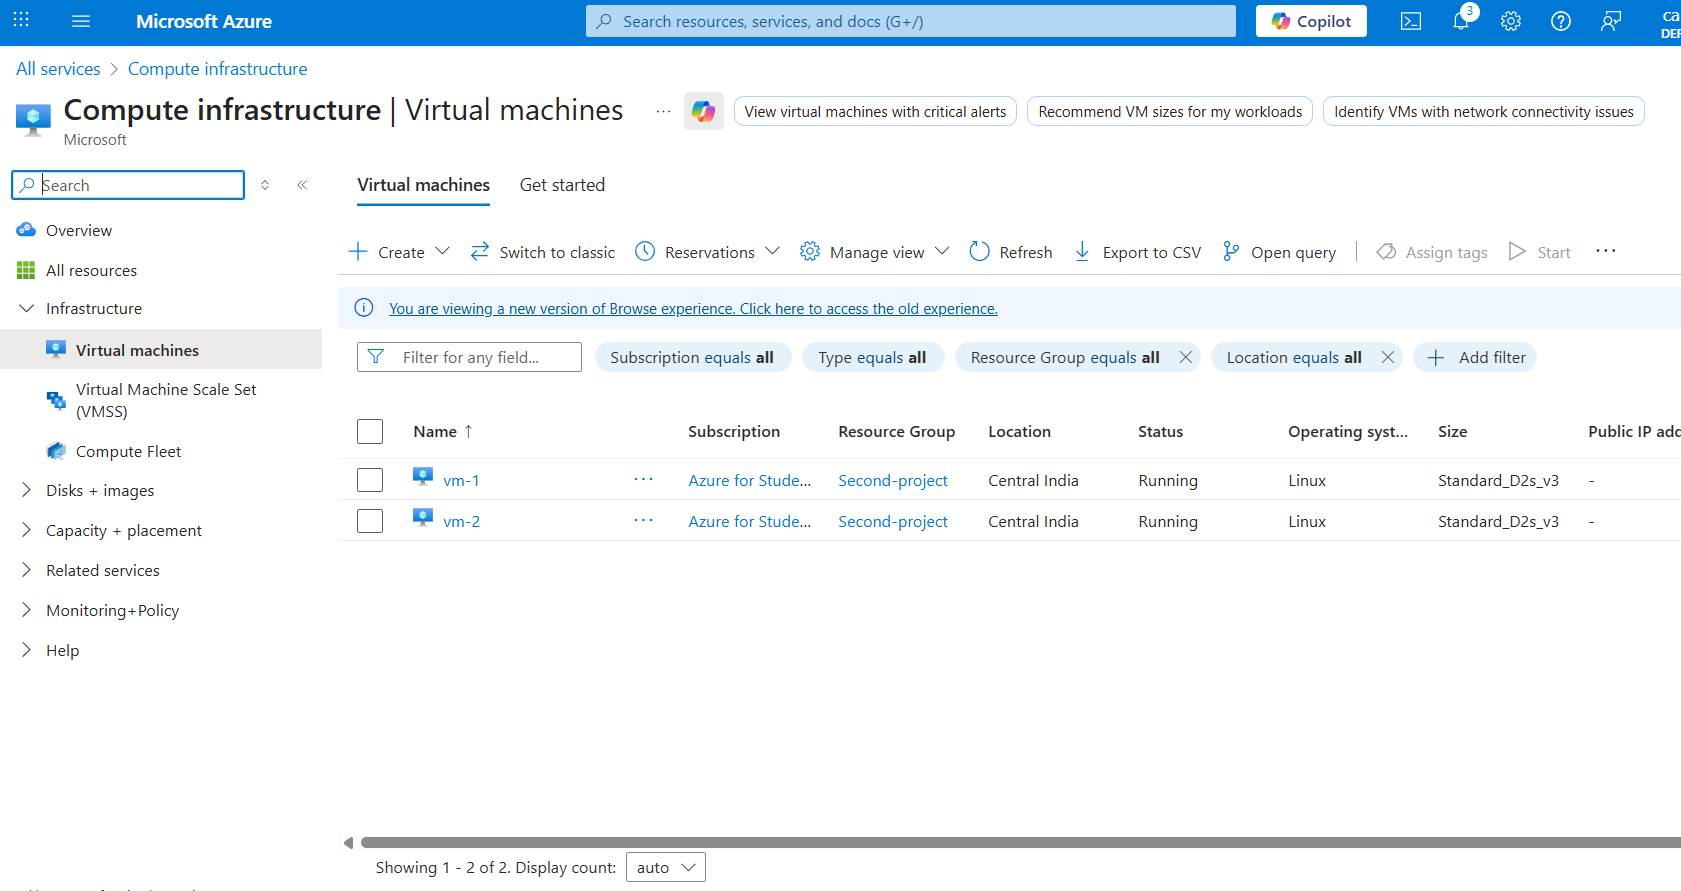 Microsoft Azure
Search resources, services, and docs (G+/)
Copilot
3
All services > Compute infrastructure
Compute infrastructure | Virtual machines
Microsoft
View virtual machines with critical alerts
Recommend VM sizes for my workloads
Identify VMs with network connectivity issues
Search
Overview
All resources
Infrastructure
Virtual machines
Virtual Machine Scale Set
(VMSS)
Compute Fleet
Disks + images
Capacity + placement
Related services
Monitoring+Policy
Help
Virtual machines Get started
Create Switch to classic Reservations Manage view Refresh Export to CSV Open query Assign tags Start ...
You are viewing a new version of Browse experience. Click here to access the old experience.
Filter for any field... Subscription equals all Type equals all Resource Group equals all Location equals all Add filter
Name ↑ Subscription Resource Group Location Status Operating syst... Size Public IP
vm-1 ... Azure for Stude... Second-project Central India Running Linux Standard_D2s_v3 -
vm-2 ... Azure for Stude... Second-project Central India Running Linux Standard_D2s_v3 -
Showing 1 - 2 of 2. Display count: auto